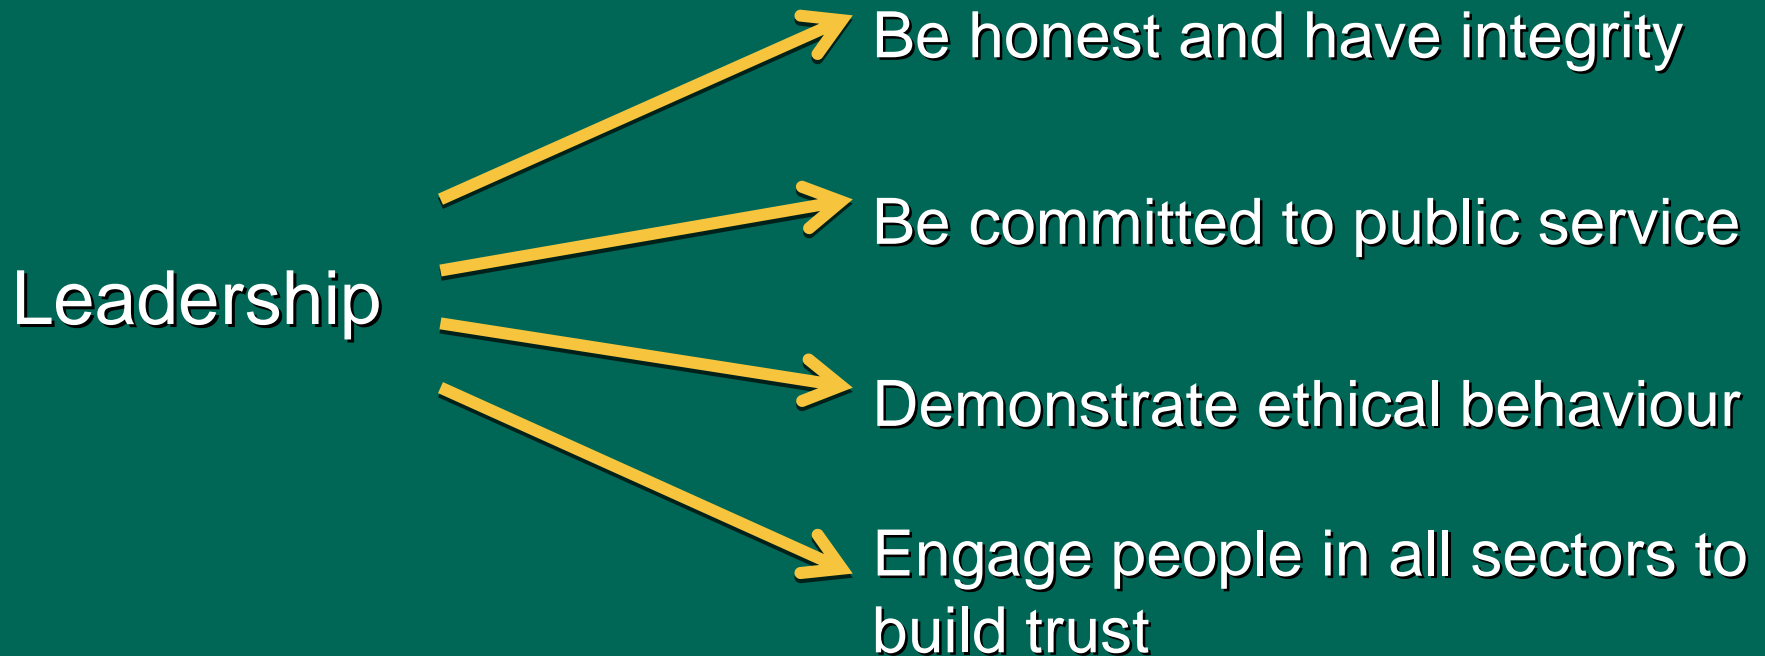 Be honest and have integrity
Be committed to public service
Leadership
Demonstrate ethical behaviour
Engage people in all sectors to
build trust